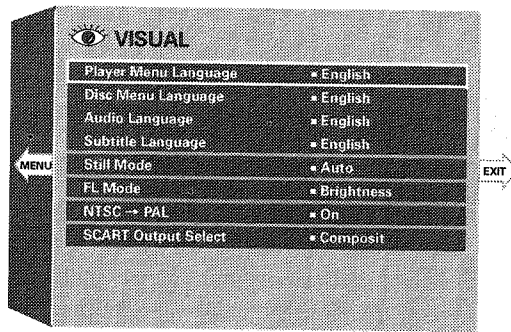 VISUAL
Player Menu Language ▪ English
Disc Menu Language ▪ English
Audio Language ▪ English
Subtitle Language ▪ English
Still Mode ▪ Auto
MENU
EXIT
FL Mode ▪ Brightness
NTSC → PAL ▪ On
SCART Output Select ▪ Composit